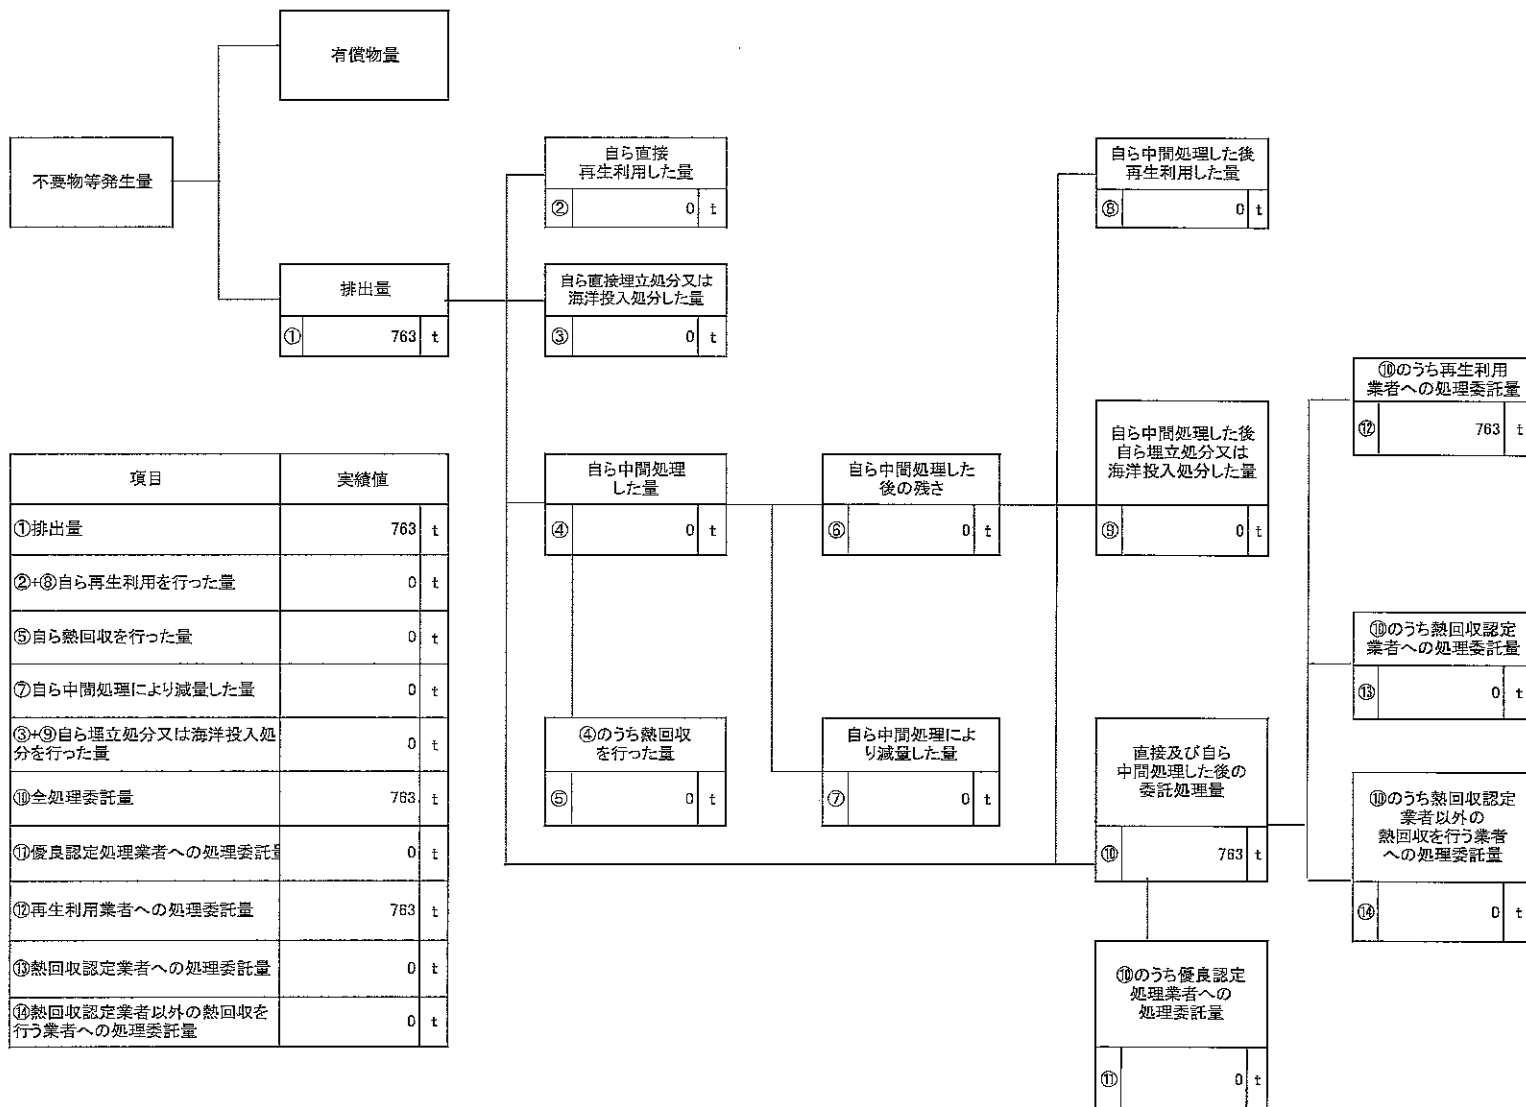 有償物量
不要物等発生量
排出量
① 763 t
自ら直接
再生利用した量
② 0 t
自ら直接埋立処分又は
海洋投入処分した量
③ 0 t
自ら中間処理
した量
④ 0 t
④のうち熱回収
を行った量
⑤ 0 t
自ら中間処理した
後の残さ
⑥ 0 t
自ら中間処理によ
り減量した量
⑦ 0 t
自ら中間処理した後
再生利用した量
⑧ 0 t
自ら中間処理した後
自ら埋立処分又は
海洋投入処分した量
⑨ 0 t
直接及び自ら
中間処理した後の
委託処理量
⑩ 763 t
⑩のうち優良認定
処理業者への
処理委託量
⑪ 0 t
⑩のうち再生利用
業者への処理委託量
⑫ 763 t
⑩のうち熱回収認定
業者への処理委託量
⑬ 0 t
⑩のうち熱回収認定
業者以外の
熱回収を行う業者
への処理委託量
⑭ 0 t
項目 実績値
①排出量 763 t
②+⑧自ら再生利用を行った量 0 t
⑤自ら熱回収を行った量 0 t
⑦自ら中間処理により減量した量 0 t
③+⑨自ら埋立処分又は海洋投入処
分を行った量 0 t
⑩全処理委託量 763 t
⑪優良認定処理業者への処理委託量 0 t
⑫再生利用業者への処理委託量 763 t
⑬熱回収認定業者への処理委託量 0 t
⑭熱回収認定業者以外の熱回収を
行う業者への処理委託量 0 t